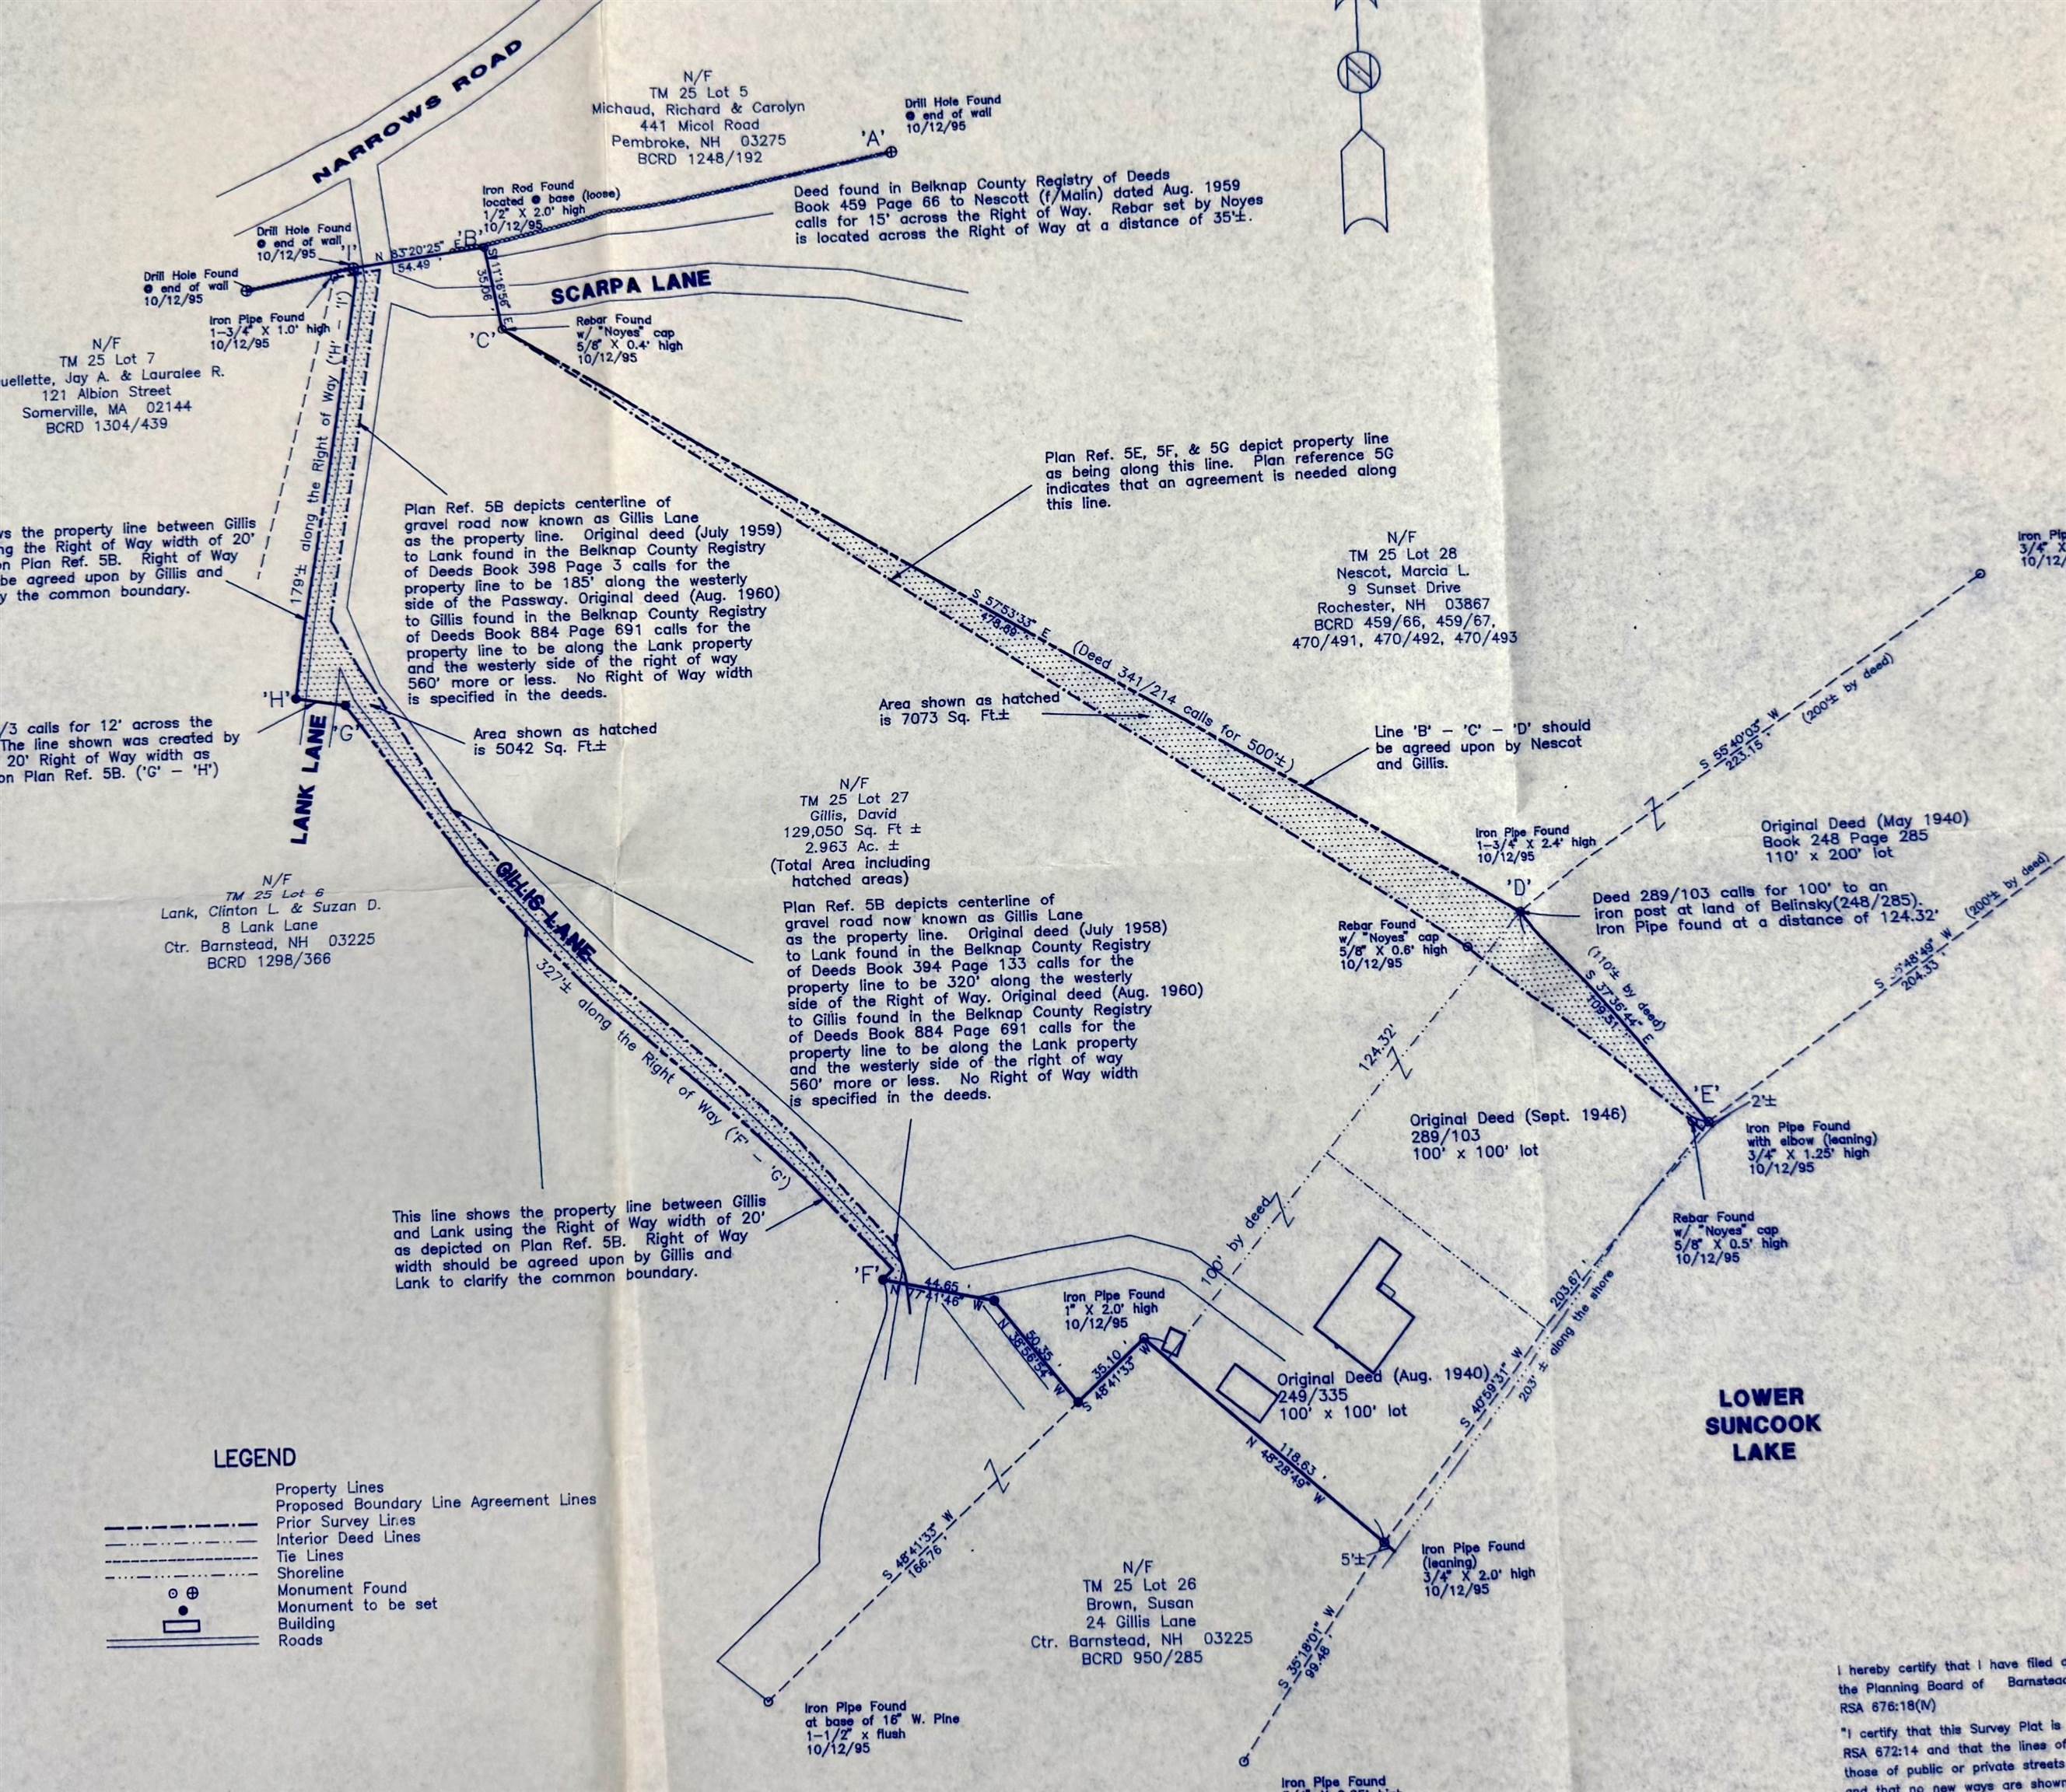 NARROWS ROAD
N/F
TM 25 Lot 5
Michaud, Richard & Carolyn
441 Micol Road
Pembroke, NH 03275
BCRD 1248/192
'A'
Drill Hole Found
@ end of wall
10/12/95
Iron Rod Found
located @ base (loose)
1/2" X 2.0' high
10/12/95
Deed found in Belknap County Registry of Deeds
Book 459 Page 66 to Nescott (f/Malin) dated Aug. 1959
calls for 15' across the Right of Way. Rebar set by Noyes
is located across the Right of Way at a distance of 35'±.
Drill Hole Found
@ end of wall
10/12/95
'I'
N 83°20'25" E
54.49'
'B'
S 11°16'56" E
35.06'
Drill Hole Found
@ end of wall
10/12/95
SCARPA LANE
Iron Pipe Found
1-3/4" X 1.0' high
10/12/95
'C'
Rebar Found
w/ "Noyes" cap
5/8" X 0.4' high
10/12/95
N/F
TM 25 Lot 7
uellette, Jay A. & Lauralee R.
121 Albion Street
Somerville, MA 02144
BCRD 1304/439
179'± along the Right of Way ('H' - 'I')
Plan Ref. 5E, 5F, & 5G depict property line
as being along this line. Plan reference 5G
indicates that an agreement is needed along
this line.
Plan Ref. 5B depicts centerline of
gravel road now known as Gillis Lane
as the property line. Original deed (July 1959)
to Lank found in the Belknap County Registry
of Deeds Book 398 Page 3 calls for the
property line to be 185' along the westerly
side of the Passway. Original deed (Aug. 1960)
to Gillis found in the Belknap County Registry
of Deeds Book 884 Page 691 calls for the
property line to be along the Lank property
and the westerly side of the right of way
560' more or less. No Right of Way width
is specified in the deeds.
ws the property line between Gillis
ng the Right of Way width of 20'
on Plan Ref. 5B. Right of Way
be agreed upon by Gillis and
y the common boundary.
N/F
TM 25 Lot 28
Nescot, Marcia L.
9 Sunset Drive
Rochester, NH 03867
BCRD 459/66, 459/67,
470/491, 470/492, 470/493
Iron Pip
3/4" X
10/12/
S 57°53'33" E
478.69'
(Deed 341/214 calls for 500'±)
'H'
'G'
/3 calls for 12' across the
The line shown was created by
20' Right of Way width as
on Plan Ref. 5B. ('G' - 'H')
LANK LANE
Area shown as hatched
is 5042 Sq. Ft.±
Area shown as hatched
is 7073 Sq. Ft.±
Line 'B' - 'C' - 'D' should
be agreed upon by Nescot
and Gillis.
S 55°40'03" W
223.15'
(200'± by deed)
N/F
TM 25 Lot 27
Gillis, David
129,050 Sq. Ft ±
2.963 Ac. ±
(Total Area including
hatched areas)
Iron Pipe Found
1-3/4" X 2.4' high
10/12/95
Original Deed (May 1940)
Book 248 Page 285
110' x 200' lot
'D'
Deed 289/103 calls for 100' to an
iron post at land of Belinsky(248/285).
Iron Pipe found at a distance of 124.32'
(200'± by deed)
48'49" W
204.33'
N/F
TM 25 Lot 6
Lank, Clinton L. & Suzan D.
8 Lank Lane
Ctr. Barnstead, NH 03225
BCRD 1298/366
GILLIS LANE
327'± along the Right of Way ('F' - 'G')
Plan Ref. 5B depicts centerline of
gravel road now known as Gillis Lane
as the property line. Original deed (July 1958)
to Lank found in the Belknap County Registry
of Deeds Book 394 Page 133 calls for the
property line to be 320' along the westerly
side of the Right of Way. Original deed (Aug. 1960)
to Gillis found in the Belknap County Registry
of Deeds Book 884 Page 691 calls for the
property line to be along the Lank property
and the westerly side of the right of way
560' more or less. No Right of Way width
is specified in the deeds.
Rebar Found
w/ "Noyes" cap
5/8" X 0.6' high
10/12/95
(110'± by deed)
S 37°36'44" E
109.51'
124.32'
'E'
2'±
Iron Pipe Found
with elbow (leaning)
3/4" X 1.25' high
10/12/95
Original Deed (Sept. 1946)
289/103
100' x 100' lot
Rebar Found
w/ "Noyes" cap
5/8" X 0.5' high
10/12/95
This line shows the property line between Gillis
and Lank using the Right of Way width of 20'
as depicted on Plan Ref. 5B. Right of Way
width should be agreed upon by Gillis and
Lank to clarify the common boundary.
100' by deed
'F'
44.65'
N 77°41'46" W
Iron Pipe Found
1" X 2.0' high
10/12/95
50.35'
N 38°56'54" W
35.10'
S 48°41'33" W
203.67'
S 40°59'31" W
203'± along the shore
Original Deed (Aug. 1940)
249/335
100' x 100' lot
118.63'
N 48°28'49" W
LOWER
SUNCOOK
LAKE
S 48°41'33" W
166.76'
5'±
Iron Pipe Found
(leaning)
3/4" X 2.0' high
10/12/95
LEGEND
Property Lines
Proposed Boundary Line Agreement Lines
Prior Survey Lines
Interior Deed Lines
Tie Lines
Shoreline
Monument Found
Monument to be set
Building
Roads
N/F
TM 25 Lot 26
Brown, Susan
24 Gillis Lane
Ctr. Barnstead, NH 03225
BCRD 950/285
S 35°18'01" W
99.48'
Iron Pipe Found
at base of 16" W. Pine
1-1/2" x flush
10/12/95
Iron Pipe Found
I hereby certify that I have filed
the Planning Board of Barnstead
RSA 676:18(IV)
"I certify that this Survey Plat is
RSA 672:14 and that the lines of
those of public or private streets
and that no new ways are shown